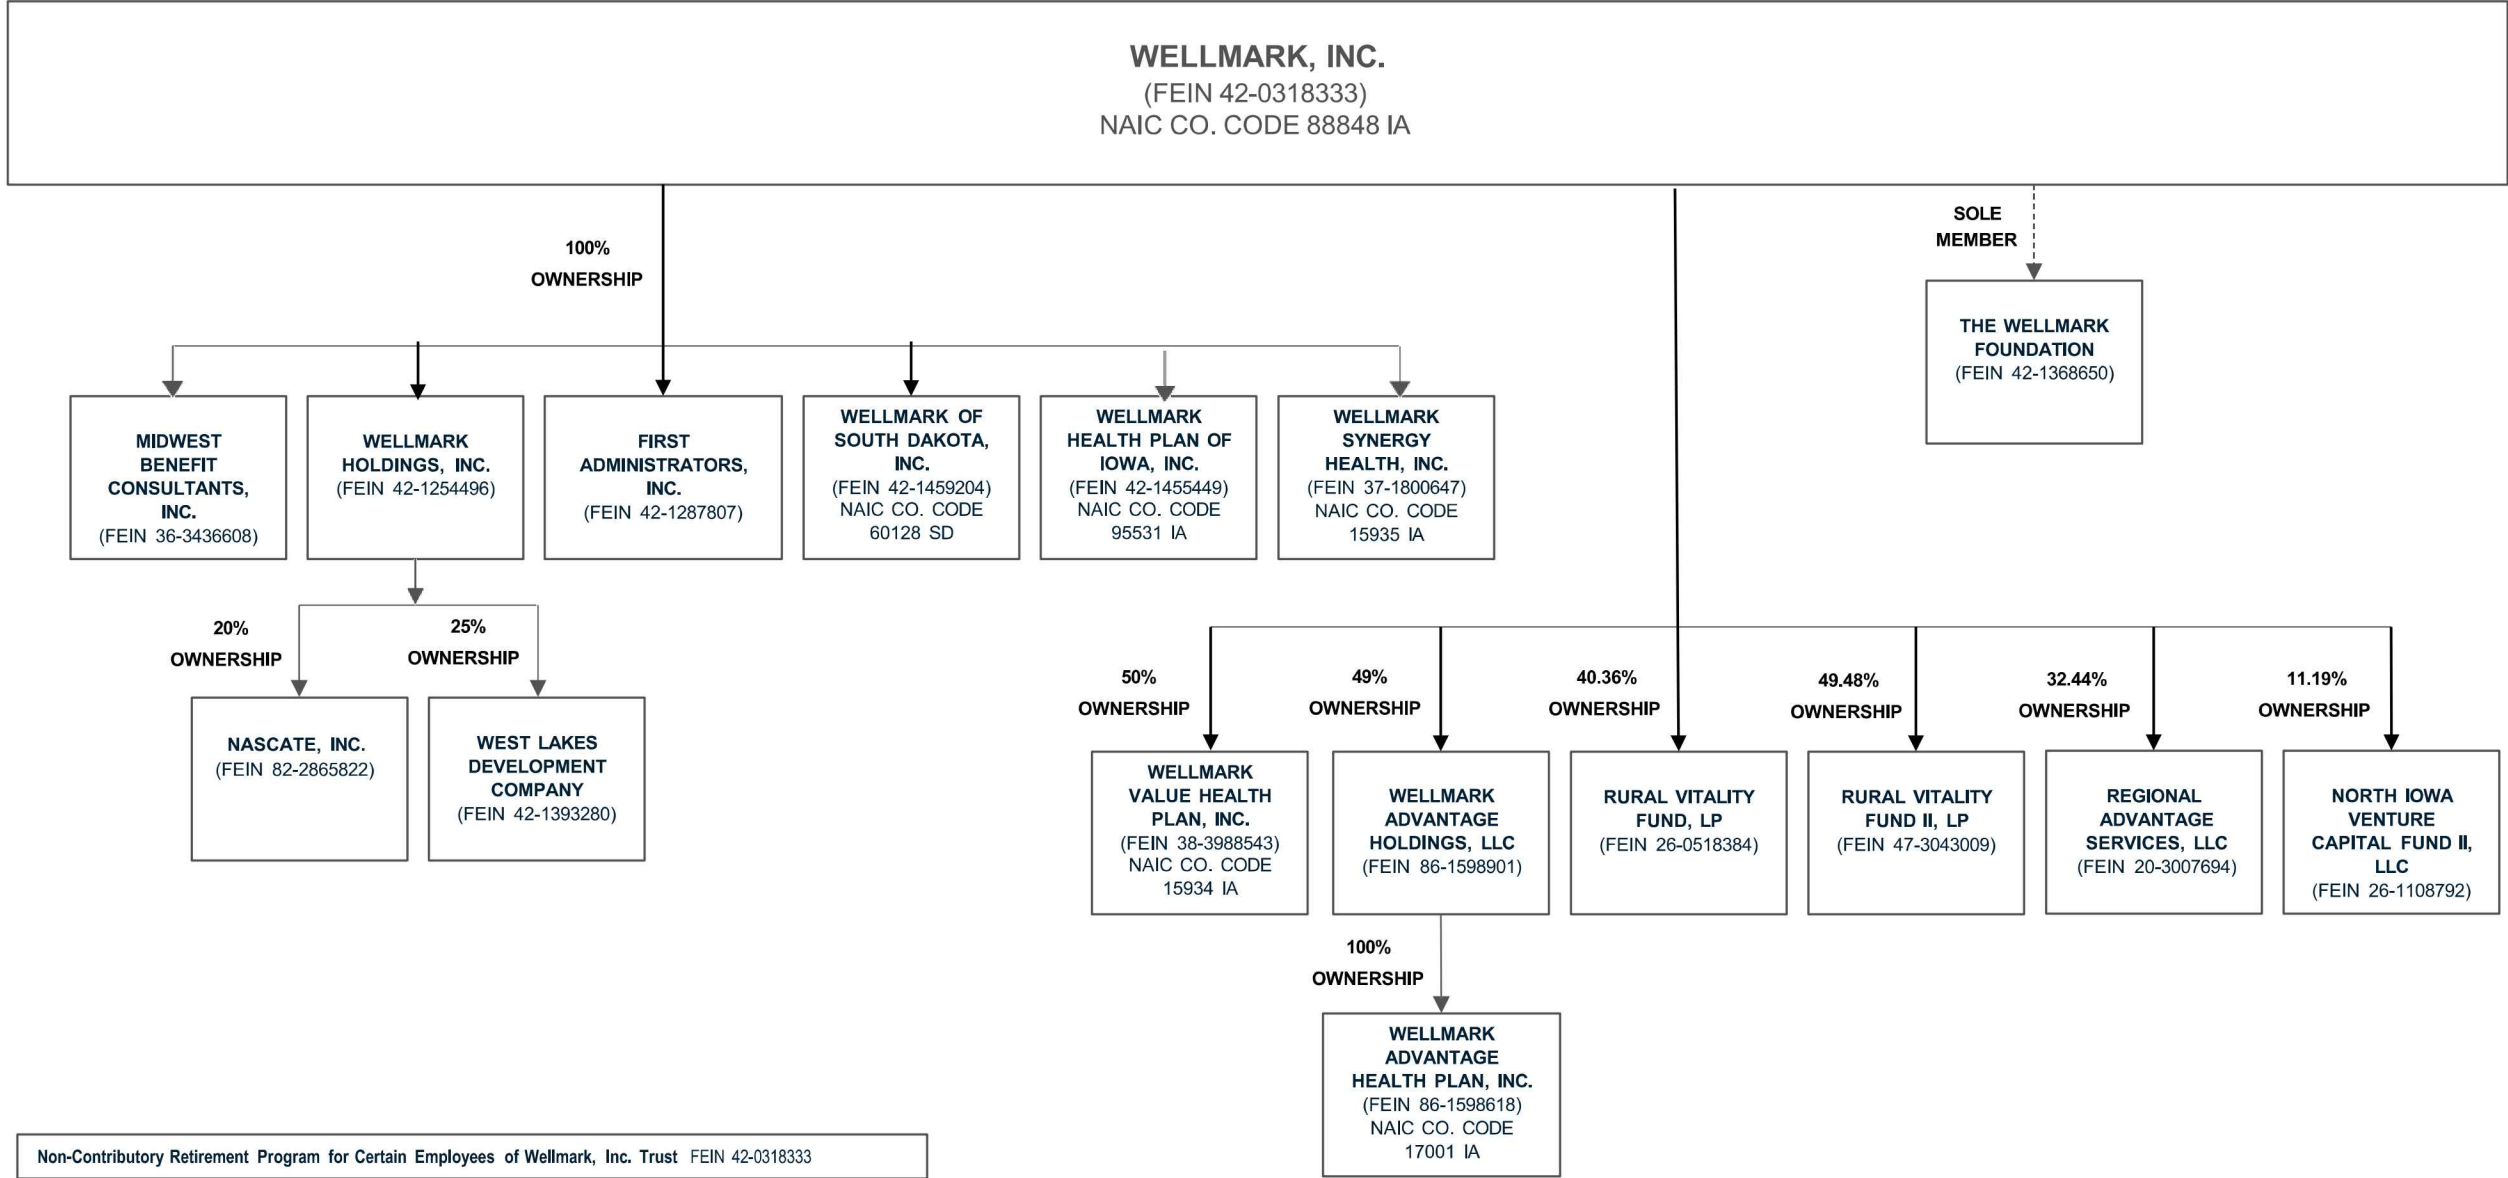 WELLMARK, INC.
(FEIN 42-0318333)
NAIC CO. CODE 88848 IA
100%
OWNERSHIP
SOLE
MEMBER
THE WELLMARK
FOUNDATION
(FEIN 42-1368650)
MIDWEST
BENEFIT
CONSULTANTS,
INC.
(FEIN 36-3436608)
WELLMARK
HOLDINGS, INC.
(FEIN 42-1254496)
FIRST
ADMINISTRATORS,
INC.
(FEIN 42-1287807)
WELLMARK OF
SOUTH DAKOTA,
INC.
(FEIN 42-1459204)
NAIC CO. CODE
60128 SD
WELLMARK
HEALTH PLAN OF
IOWA, INC.
(FEIN 42-1455449)
NAIC CO. CODE
95531 IA
WELLMARK
SYNERGY
HEALTH, INC.
(FEIN 37-1800647)
NAIC CO. CODE
15935 IA
20%
OWNERSHIP
25%
OWNERSHIP
NASCATE, INC.
(FEIN 82-2865822)
WEST LAKES
DEVELOPMENT
COMPANY
(FEIN 42-1393280)
50%
OWNERSHIP
49%
OWNERSHIP
40.36%
OWNERSHIP
49.48%
OWNERSHIP
32.44%
OWNERSHIP
11.19%
OWNERSHIP
WELLMARK
VALUE HEALTH
PLAN, INC.
(FEIN 38-3988543)
NAIC CO. CODE
15934 IA
WELLMARK
ADVANTAGE
HOLDINGS, LLC
(FEIN 86-1598901)
RURAL VITALITY
FUND, LP
(FEIN 26-0518384)
RURAL VITALITY
FUND II, LP
(FEIN 47-3043009)
REGIONAL
ADVANTAGE
SERVICES, LLC
(FEIN 20-3007694)
NORTH IOWA
VENTURE
CAPITAL FUND II,
LLC
(FEIN 26-1108792)
100%
OWNERSHIP
WELLMARK
ADVANTAGE
HEALTH PLAN, INC.
(FEIN 86-1598618)
NAIC CO. CODE
17001 IA
Non-Contributory Retirement Program for Certain Employees of Wellmark, Inc. Trust FEIN 42-0318333